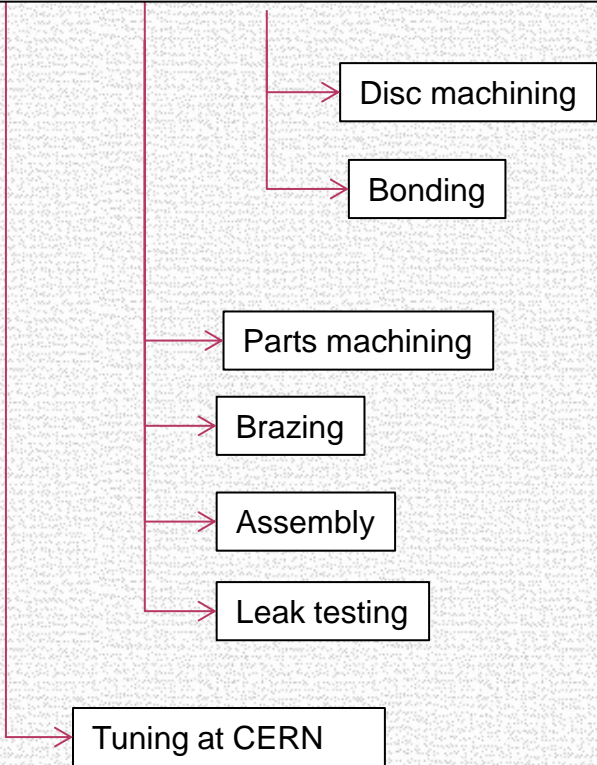 Disc machining
Bonding
Parts machining
Brazing
Assembly
Leak testing
Tuning at CERN